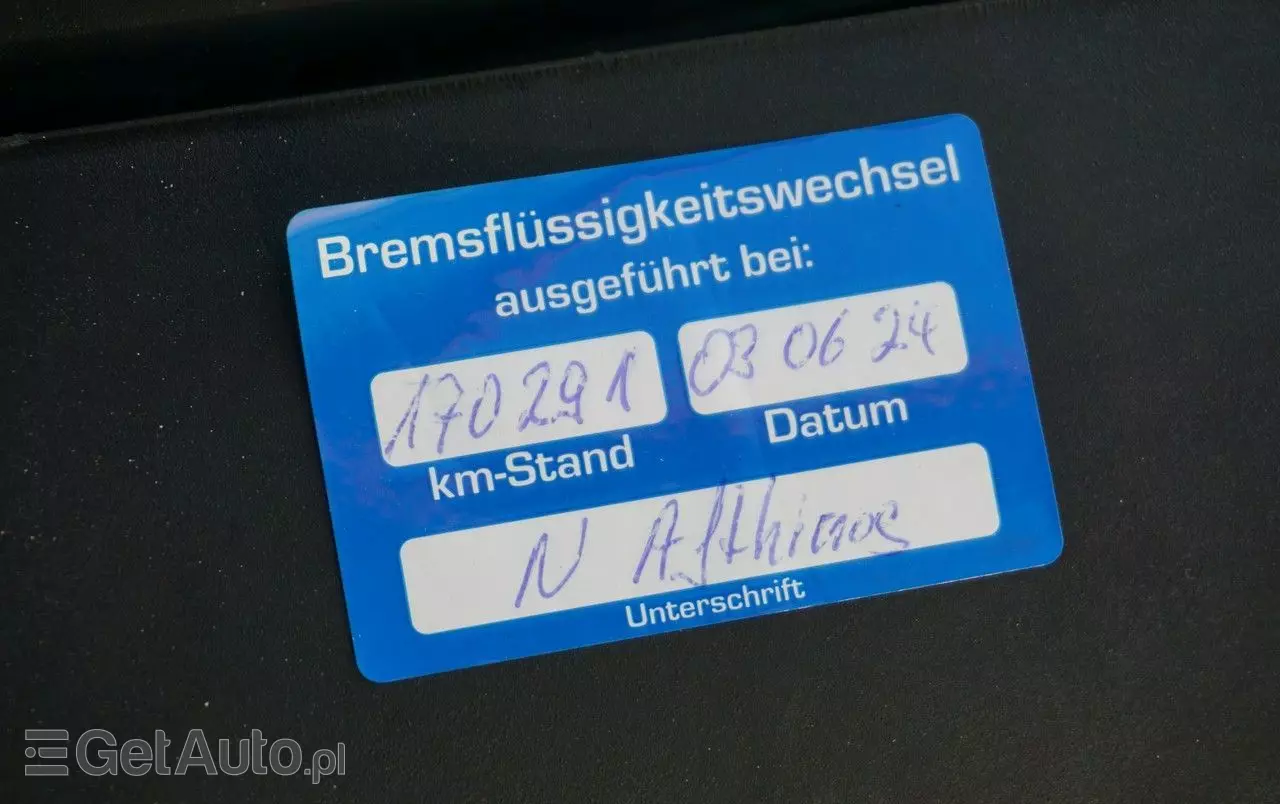 Bremsflüssigkeitswechsel
ausgeführt bei:
170291 03 06 24
km-Stand Datum
N
Unterschrift
GetAuto.pl